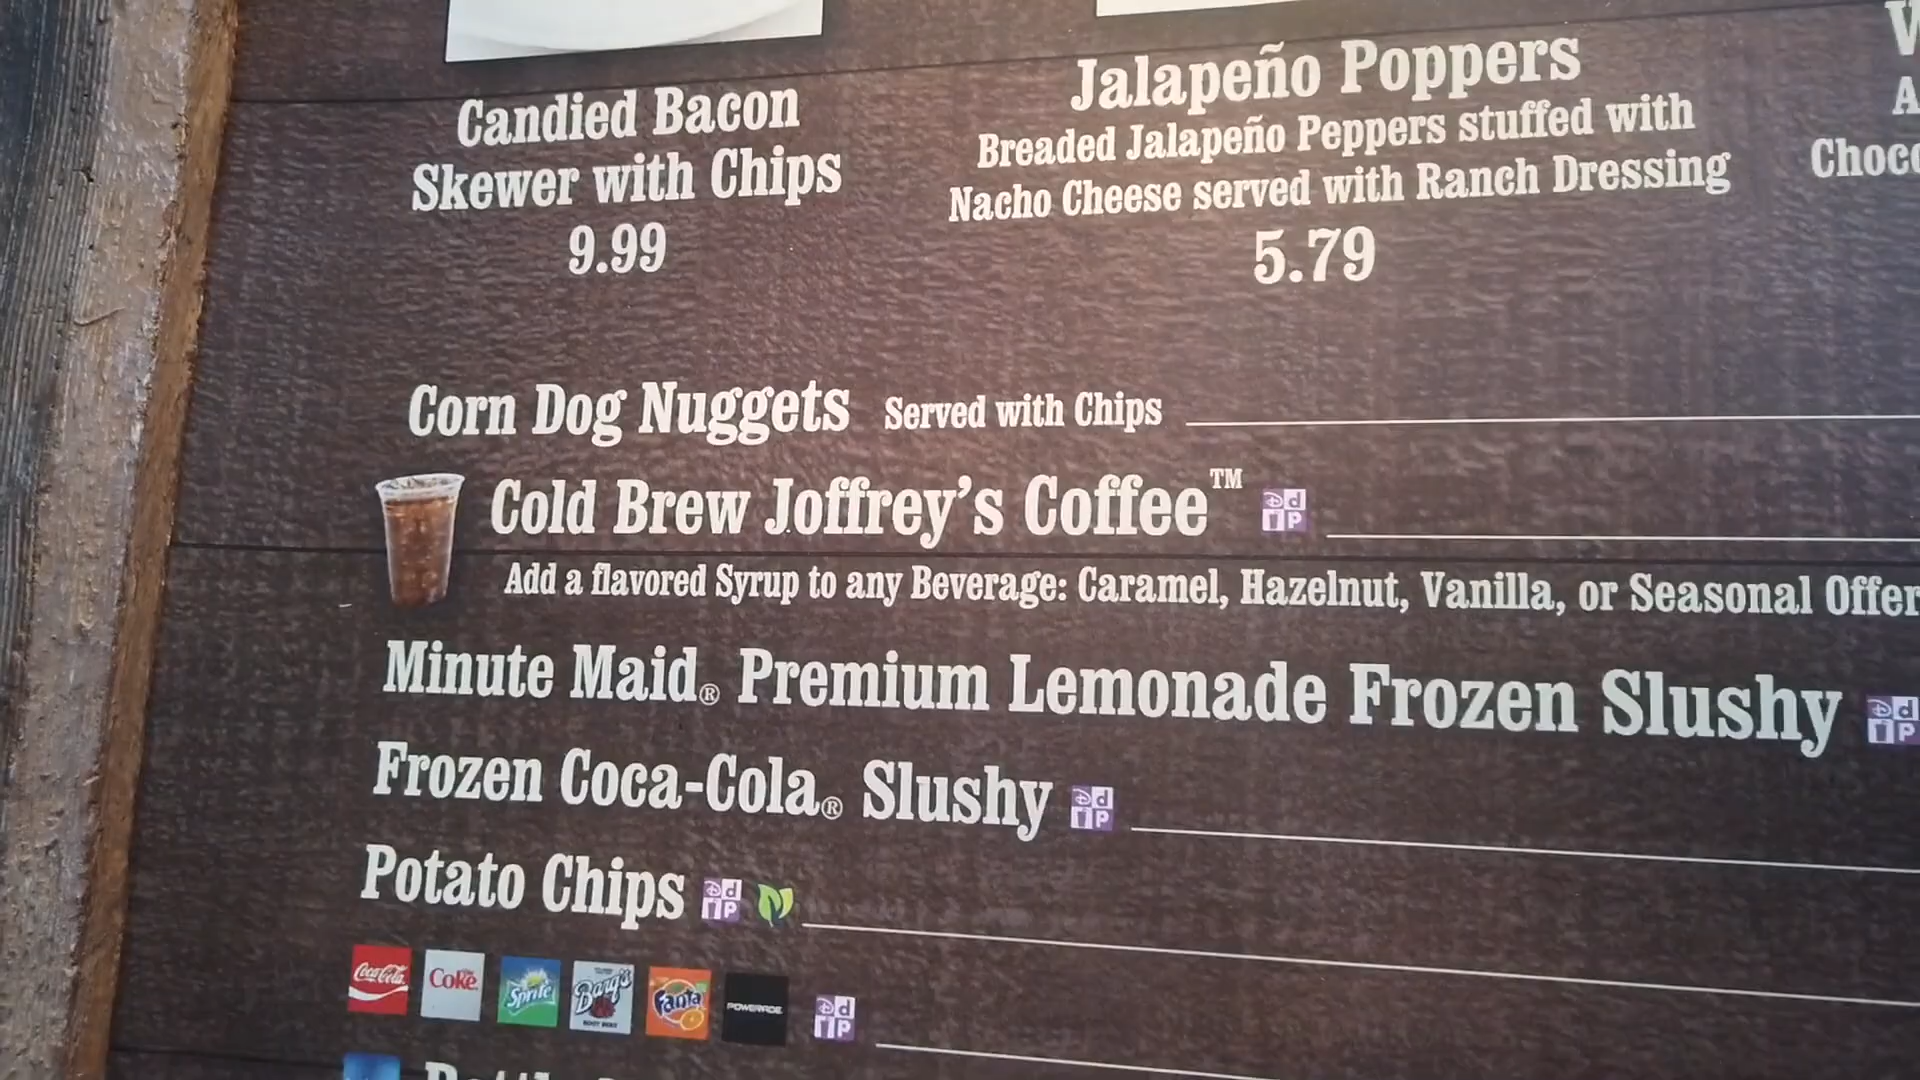 Candied Bacon
Skewer with Chips
9.99
Jalapeño Poppers
Breaded Jalapeño Peppers stuffed with
Nacho Cheese served with Ranch Dressing
5.79
Corn Dog Nuggets Served with Chips
Cold Brew Joffrey's Coffee™
Add a flavored Syrup to any Beverage: Caramel, Hazelnut, Vanilla, or Seasonal
Minute Maid® Premium Lemonade Frozen Slushy
Frozen Coca-Cola® Slushy
Potato Chips
Coca-Cola Coke Sprite Barq's ROOT BEER Fanta POWERADE